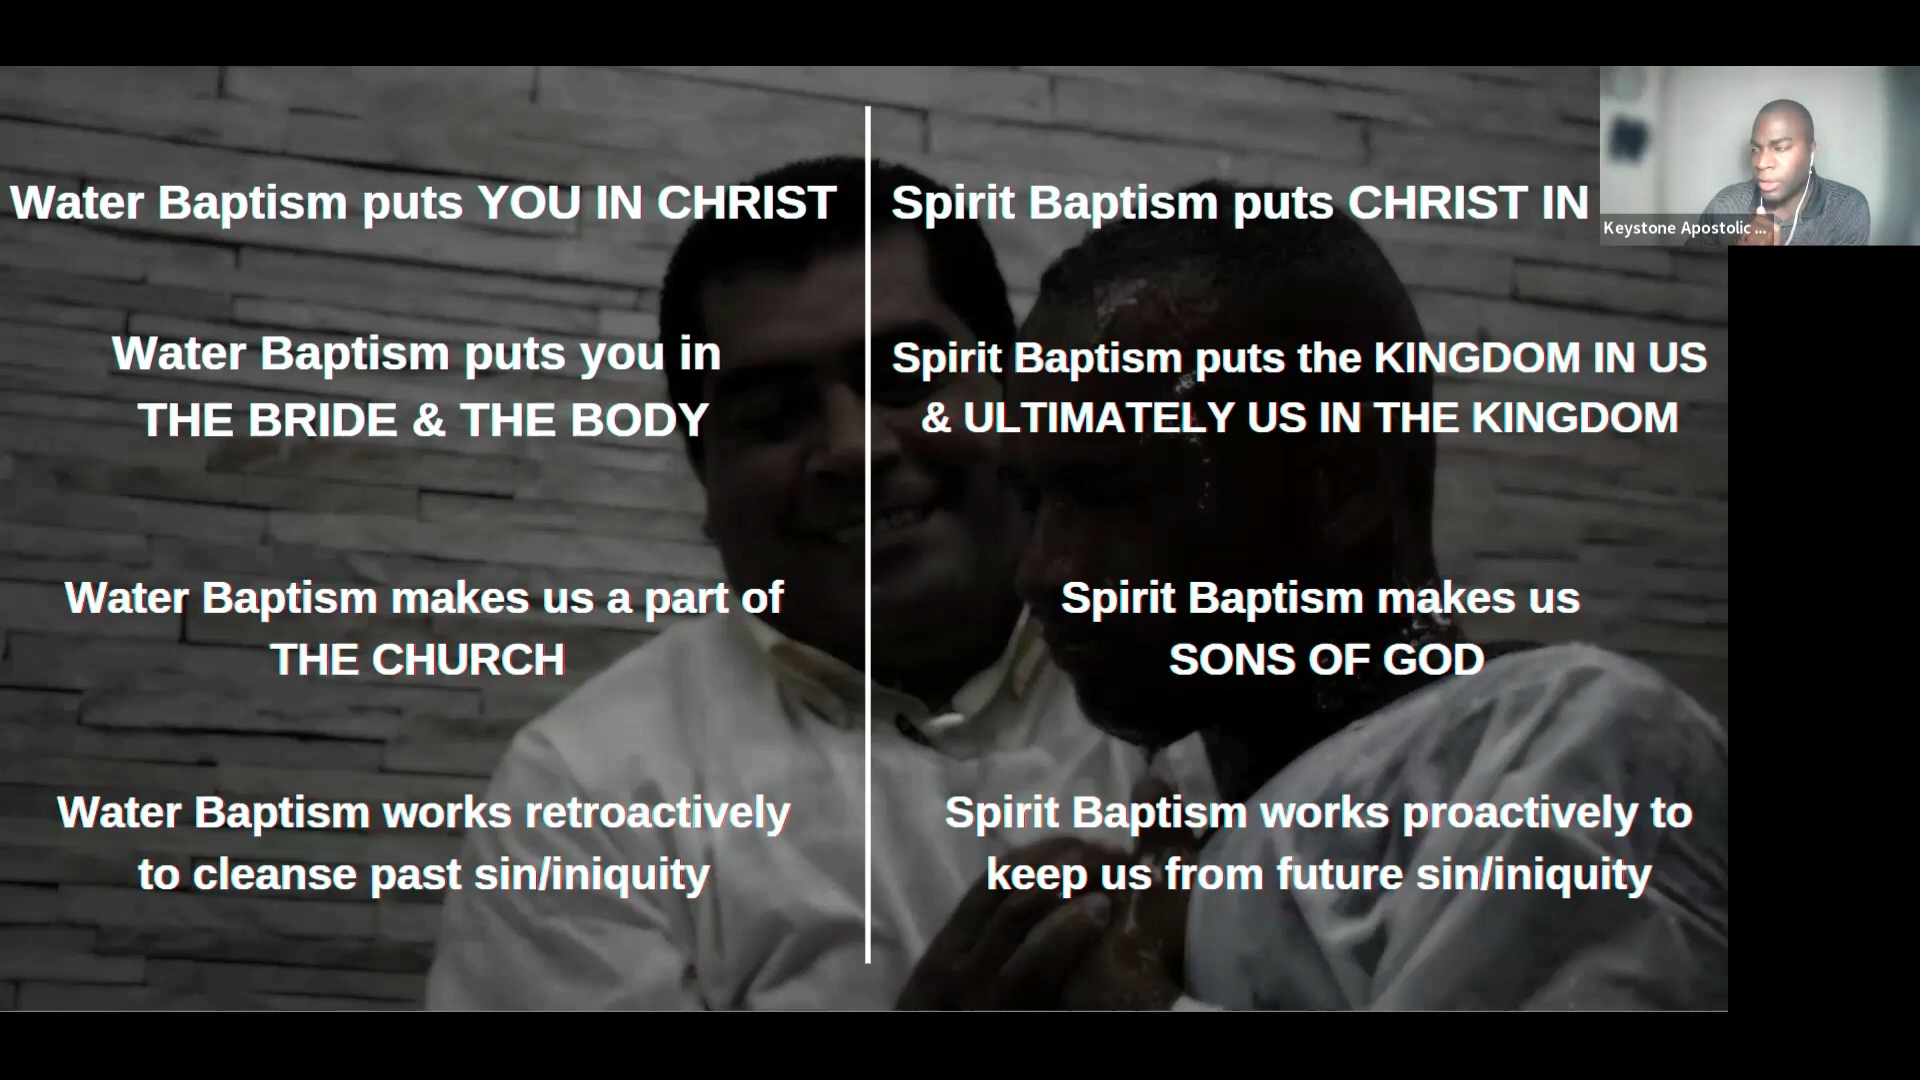 Water Baptism puts YOU IN CHRIST
Water Baptism puts you in
THE BRIDE & THE BODY
Water Baptism makes us a part of
THE CHURCH
Water Baptism works retroactively
to cleanse past sin/iniquity
Spirit Baptism puts CHRIST IN
Spirit Baptism puts the KINGDOM IN US
& ULTIMATELY US IN THE KINGDOM
Spirit Baptism makes us
SONS OF GOD
Spirit Baptism works proactively to
keep us from future sin/iniquity
Keystone Apostolic ...